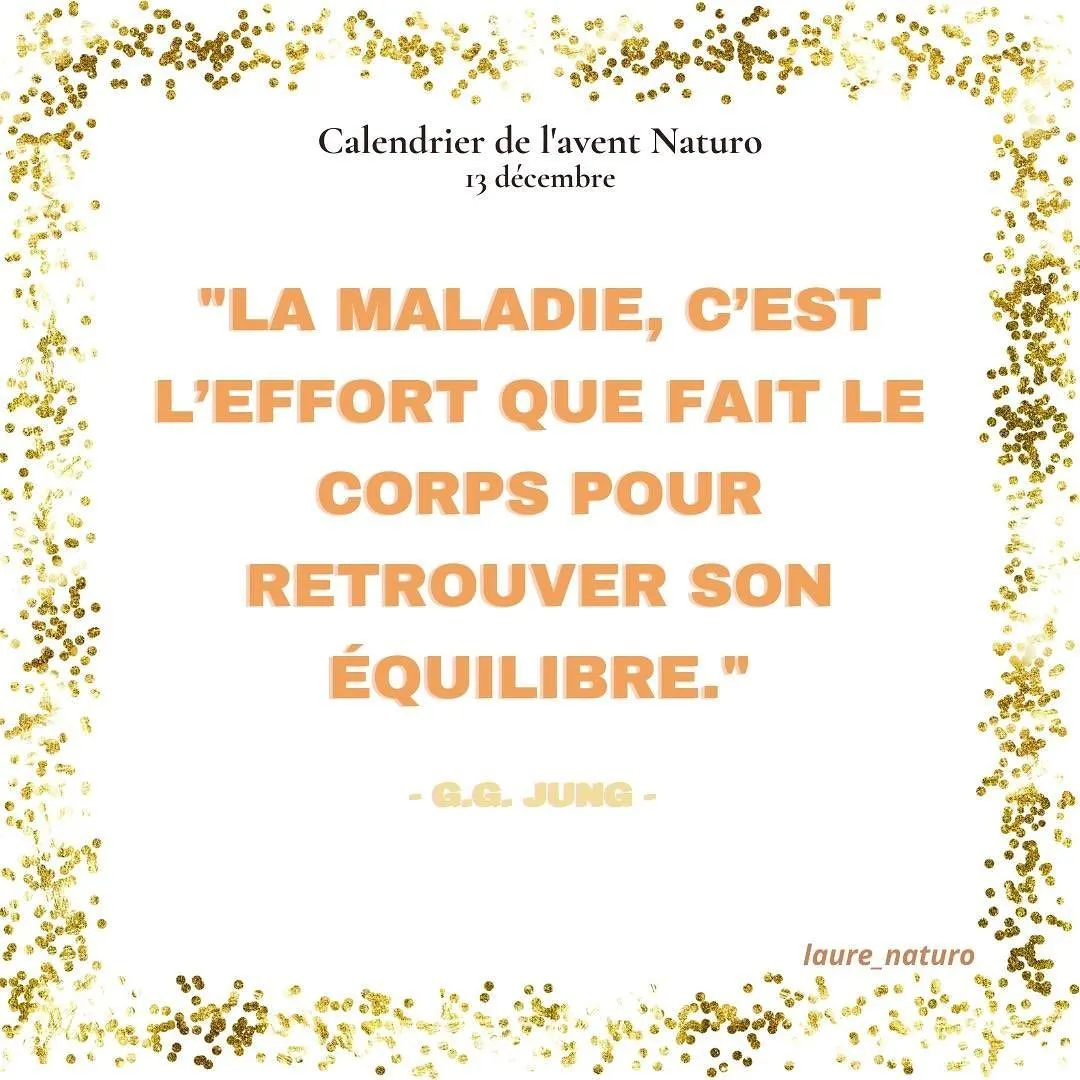 Calendrier de l'avent Naturo
13 décembre
"LA MALADIE, C’EST
L’EFFORT QUE FAIT LE
CORPS POUR
RETROUVER SON
ÉQUILIBRE."
- G.G. JUNG -
laure_naturo